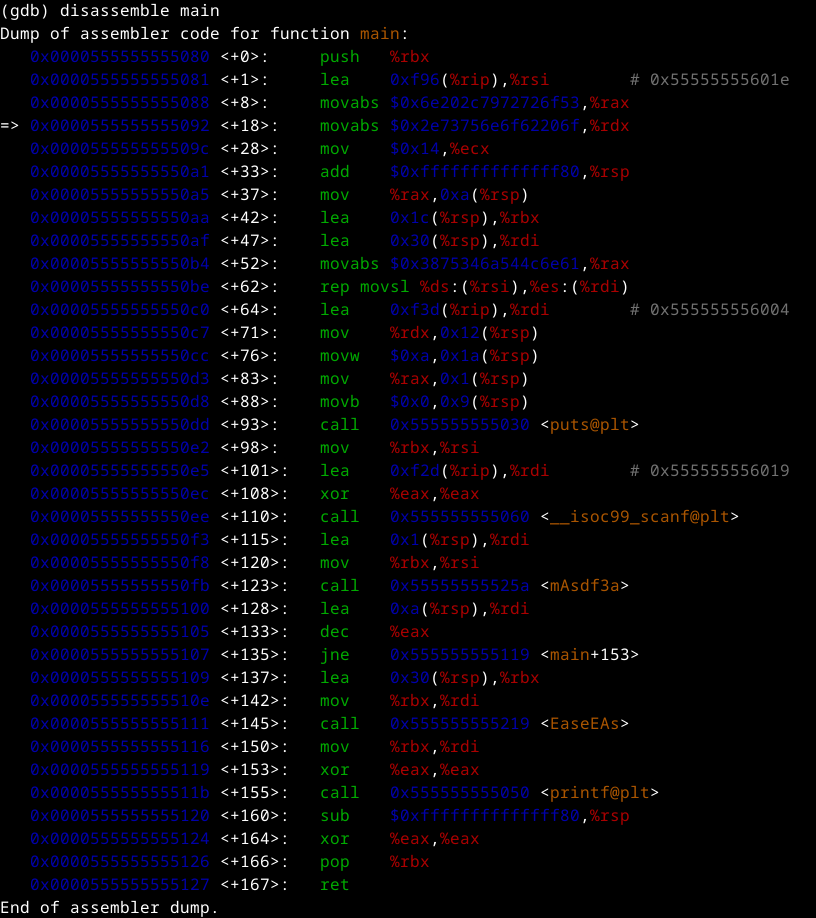 (gdb) disassemble main
Dump of assembler code for function main:
   0x0000555555555080 <+0>:     push   %rbx
   0x0000555555555081 <+1>:     lea    0xf96(%rip),%rsi        # 0x55555555601e
   0x0000555555555088 <+8>:     movabs $0x6e202c7972726f53,%rax
=> 0x0000555555555092 <+18>:    movabs $0x2e73756e6f62206f,%rdx
   0x000055555555509c <+28>:    mov    $0x14,%ecx
   0x00005555555550a1 <+33>:    add    $0xffffffffffffff80,%rsp
   0x00005555555550a5 <+37>:    mov    %rax,0xa(%rsp)
   0x00005555555550aa <+42>:    lea    0x1c(%rsp),%rbx
   0x00005555555550af <+47>:    lea    0x30(%rsp),%rdi
   0x00005555555550b4 <+52>:    movabs $0x3875346a544c6e61,%rax
   0x00005555555550be <+62>:    rep movsl %ds:(%rsi),%es:(%rdi)
   0x00005555555550c0 <+64>:    lea    0xf3d(%rip),%rdi        # 0x555555556004
   0x00005555555550c7 <+71>:    mov    %rdx,0x12(%rsp)
   0x00005555555550cc <+76>:    movw   $0xa,0x1a(%rsp)
   0x00005555555550d3 <+83>:    mov    %rax,0x1(%rsp)
   0x00005555555550d8 <+88>:    movb   $0x0,0x9(%rsp)
   0x00005555555550dd <+93>:    call   0x555555555030 <puts@plt>
   0x00005555555550e2 <+98>:    mov    %rbx,%rsi
   0x00005555555550e5 <+101>:   lea    0xf2d(%rip),%rdi        # 0x555555556019
   0x00005555555550ec <+108>:   xor    %eax,%eax
   0x00005555555550ee <+110>:   call   0x555555555060 <__isoc99_scanf@plt>
   0x00005555555550f3 <+115>:   lea    0x1(%rsp),%rdi
   0x00005555555550f8 <+120>:   mov    %rbx,%rsi
   0x00005555555550fb <+123>:   call   0x55555555525a <mAsdf3a>
   0x0000555555555100 <+128>:   lea    0xa(%rsp),%rdi
   0x0000555555555105 <+133>:   dec    %eax
   0x0000555555555107 <+135>:   jne    0x555555555119 <main+153>
   0x0000555555555109 <+137>:   lea    0x30(%rsp),%rbx
   0x000055555555510e <+142>:   mov    %rbx,%rdi
   0x0000555555555111 <+145>:   call   0x555555555219 <EaseEAs>
   0x0000555555555116 <+150>:   mov    %rbx,%rdi
   0x0000555555555119 <+153>:   xor    %eax,%eax
   0x000055555555511b <+155>:   call   0x555555555050 <printf@plt>
   0x0000555555555120 <+160>:   sub    $0xffffffffffffff80,%rsp
   0x0000555555555124 <+164>:   xor    %eax,%eax
   0x0000555555555126 <+166>:   pop    %rbx
   0x0000555555555127 <+167>:   ret
End of assembler dump.